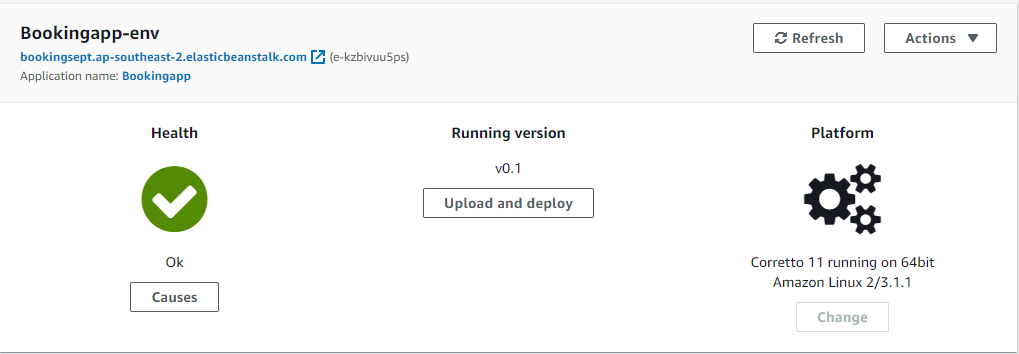 Bookingapp-env
Refresh
Actions
bookingsept.ap-southeast-2.elasticbeanstalk.com (e-kzbivuu5ps)
Application name: Bookingapp
Health
Running version
Platform
v0.1
Upload and deploy
Ok
Causes
Corretto 11 running on 64bit
Amazon Linux 2/3.1.1
Change